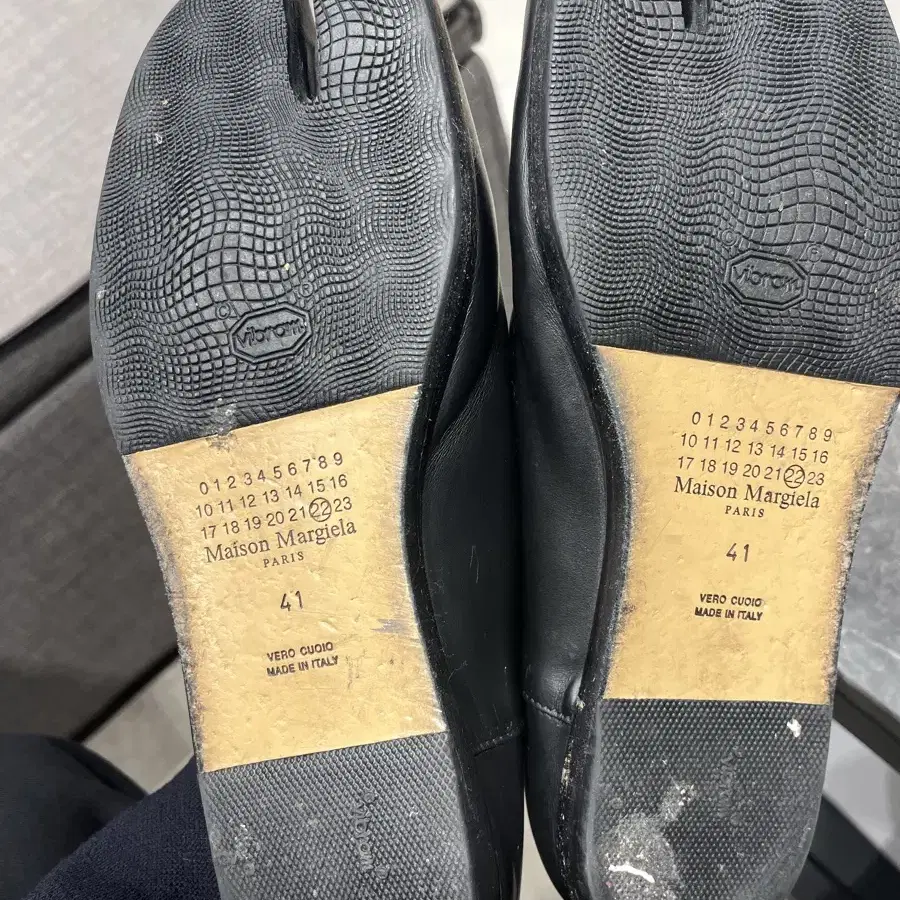 Vibram
0 1 2 3 4 5 6 7 8 9
10 11 12 13 14 15 16
17 18 19 20 21 22 23
Maison Margiela
PARIS
41
VERO CUOIO
MADE IN ITALY
vibram
Vibram
0 1 2 3 4 5 6 7 8 9
10 11 12 13 14 15 16
17 18 19 20 21 22 23
Maison Margiela
PARIS
41
VERO CUOIO
MADE IN ITALY
vibram